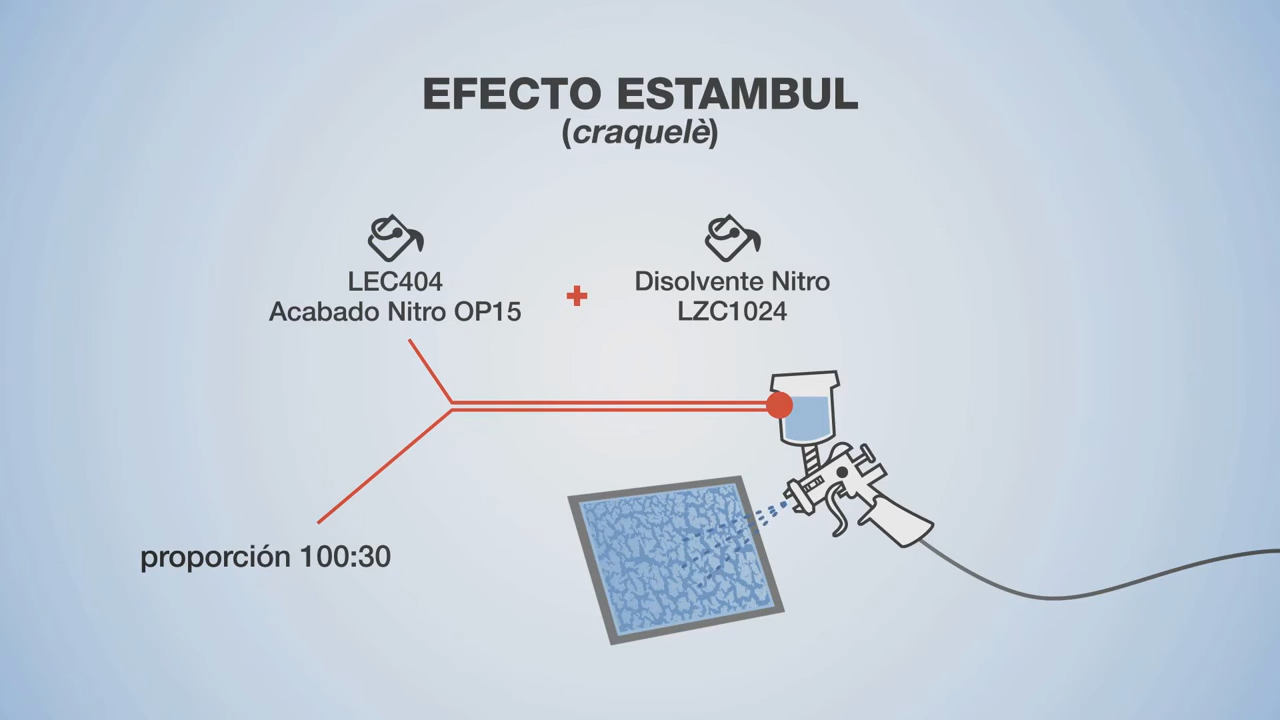 EFECTO ESTAMBUL
(craquelè)
LEC404
Acabado Nitro OP15
+
Disolvente Nitro
LZC1024
proporción 100:30